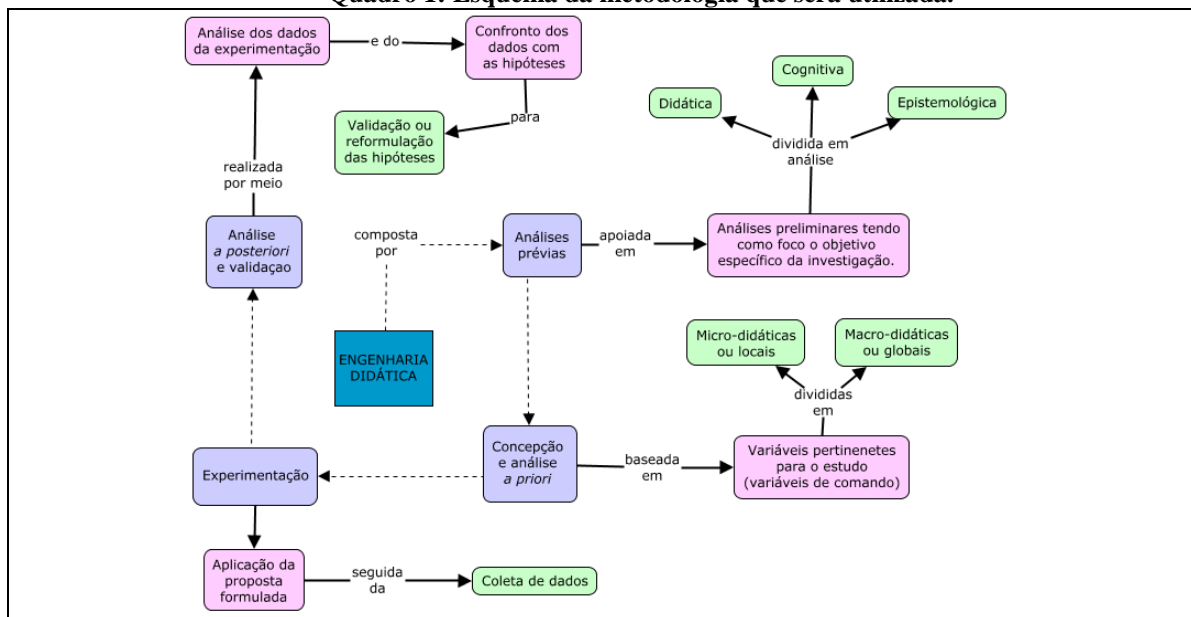 Quadro 1: Esquema da metodologia que será utilizada.
Análise dos dados
da experimentação
e do
Confronto dos
dados com
as hipóteses
para
Validação ou
reformulação
das hipóteses
Cognitiva
Didática
Epistemológica
dividida em
análise
realizada
por meio
Análise
a posteriori
e validaçao
composta
por
Análises
prévias
apoiada
em
Análises preliminares tendo
como foco o objetivo
específico da investigação.
ENGENHARIA
DIDÁTICA
Micro-didáticas
ou locais
Macro-didáticas
ou globais
divididas
em
Experimentação
Concepção
e análise
a priori
baseada
em
Variáveis pertinenetes
para o estudo
(variáveis de comando)
Aplicação da
proposta
formulada
seguida
da
Coleta de dados